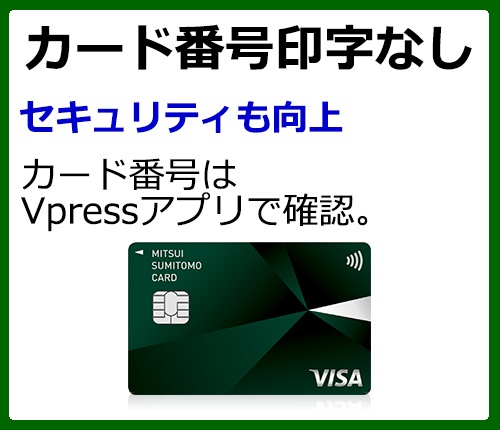 カード番号印字なし
セキュリティも向上
カード番号は
Vpressアプリで確認。
MITSUI
SUMITOMO
CARD
VISA